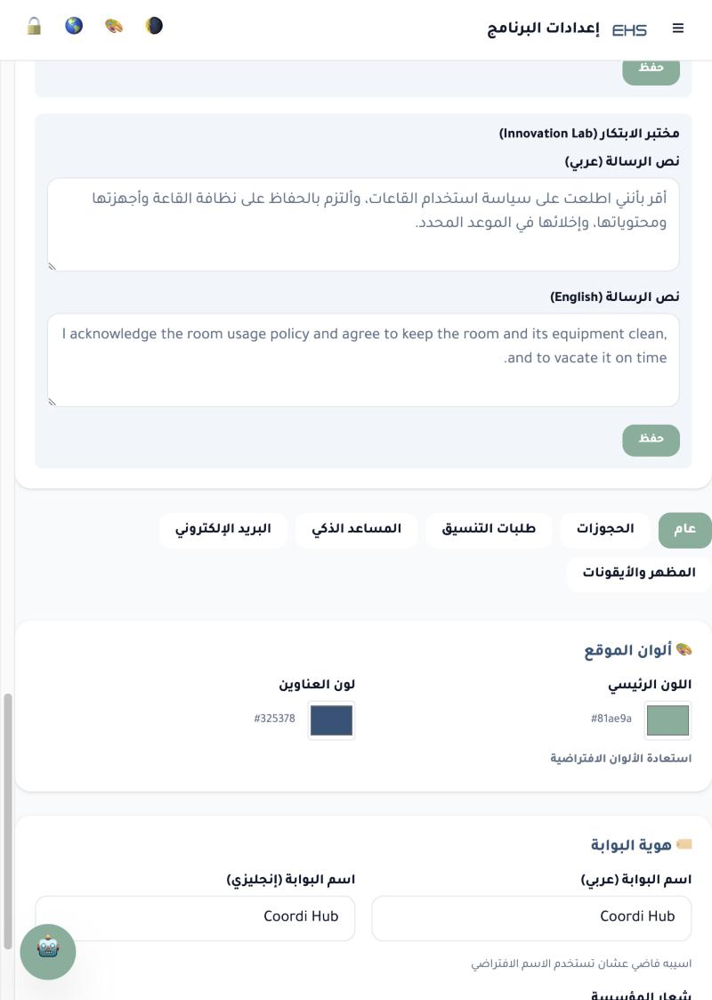 EHS إعدادات البرنامج
حفظ
مختبر الابتكار (Innovation Lab)
نص الرسالة (عربي)
أقر بأنني اطلعت على سياسة استخدام القاعات، وألتزم بالحفاظ على نظافة القاعة وأجهزتها
ومحتوياتها، وإخلائها في الموعد المحدد.
نص الرسالة (English)
I acknowledge the room usage policy and agree to keep the room and its equipment clean,
and to vacate it on time.
حفظ
عام الحجوزات طلبات التنسيق المساعد الذكي البريد الإلكتروني
المظهر والأيقونات
ألوان الموقع
اللون الرئيسي لون العناوين
#81ae9a #325378
استعادة الألوان الافتراضية
هوية البوابة
اسم البوابة (عربي) اسم البوابة (إنجليزي)
Coordi Hub Coordi Hub
اسيبه فاضي عشان تستخدم الاسم الافتراضي
شعار المؤسسة